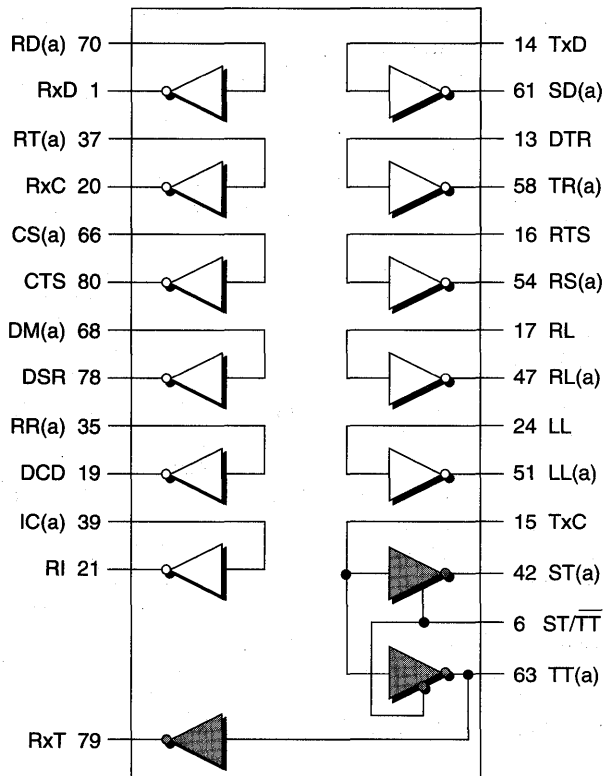 RD(a) 70
RxD 1
RT(a) 37
RxC 20
CS(a) 66
CTS 80
DM(a) 68
DSR 78
RR(a) 35
DCD 19
IC(a) 39
RI 21
RxT 79
14 TxD
61 SD(a)
13 DTR
58 TR(a)
16 RTS
54 RS(a)
17 RL
47 RL(a)
24 LL
51 LL(a)
15 TxC
42 ST(a)
6 ST/T̅T̅
63 TT(a)